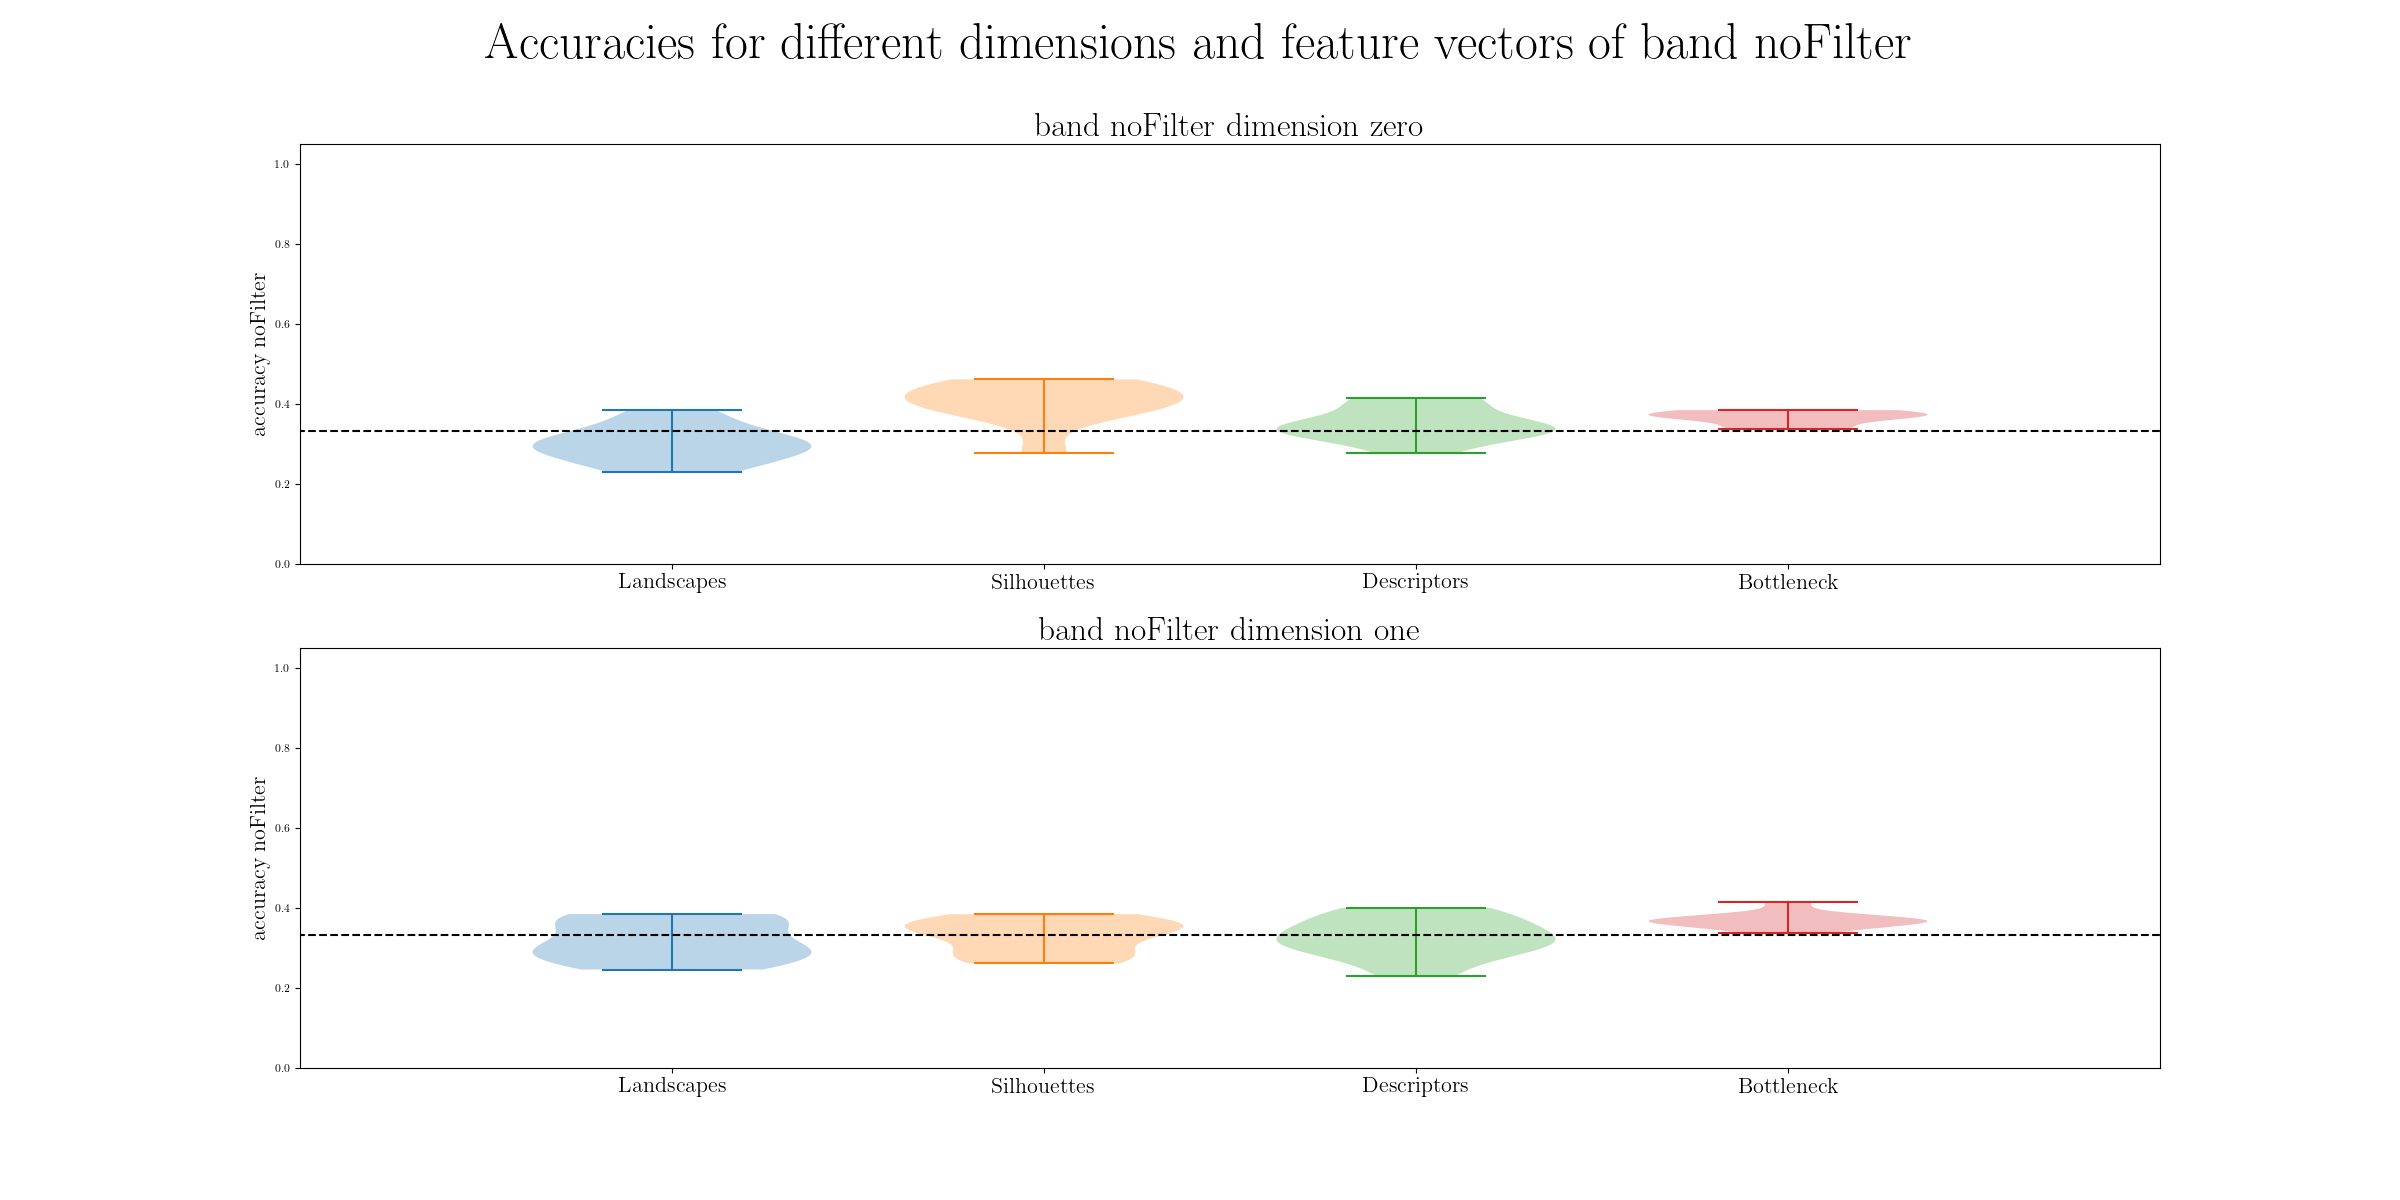 Accuracies for different dimensions and feature vectors of band noFilter
band noFilter dimension zero
accuracy noFilter
1.0
0.8
0.6
0.4
0.2
0.0
Landscapes Silhouettes Descriptors Bottleneck
band noFilter dimension one
accuracy noFilter
1.0
0.8
0.6
0.4
0.2
0.0
Landscapes Silhouettes Descriptors Bottleneck